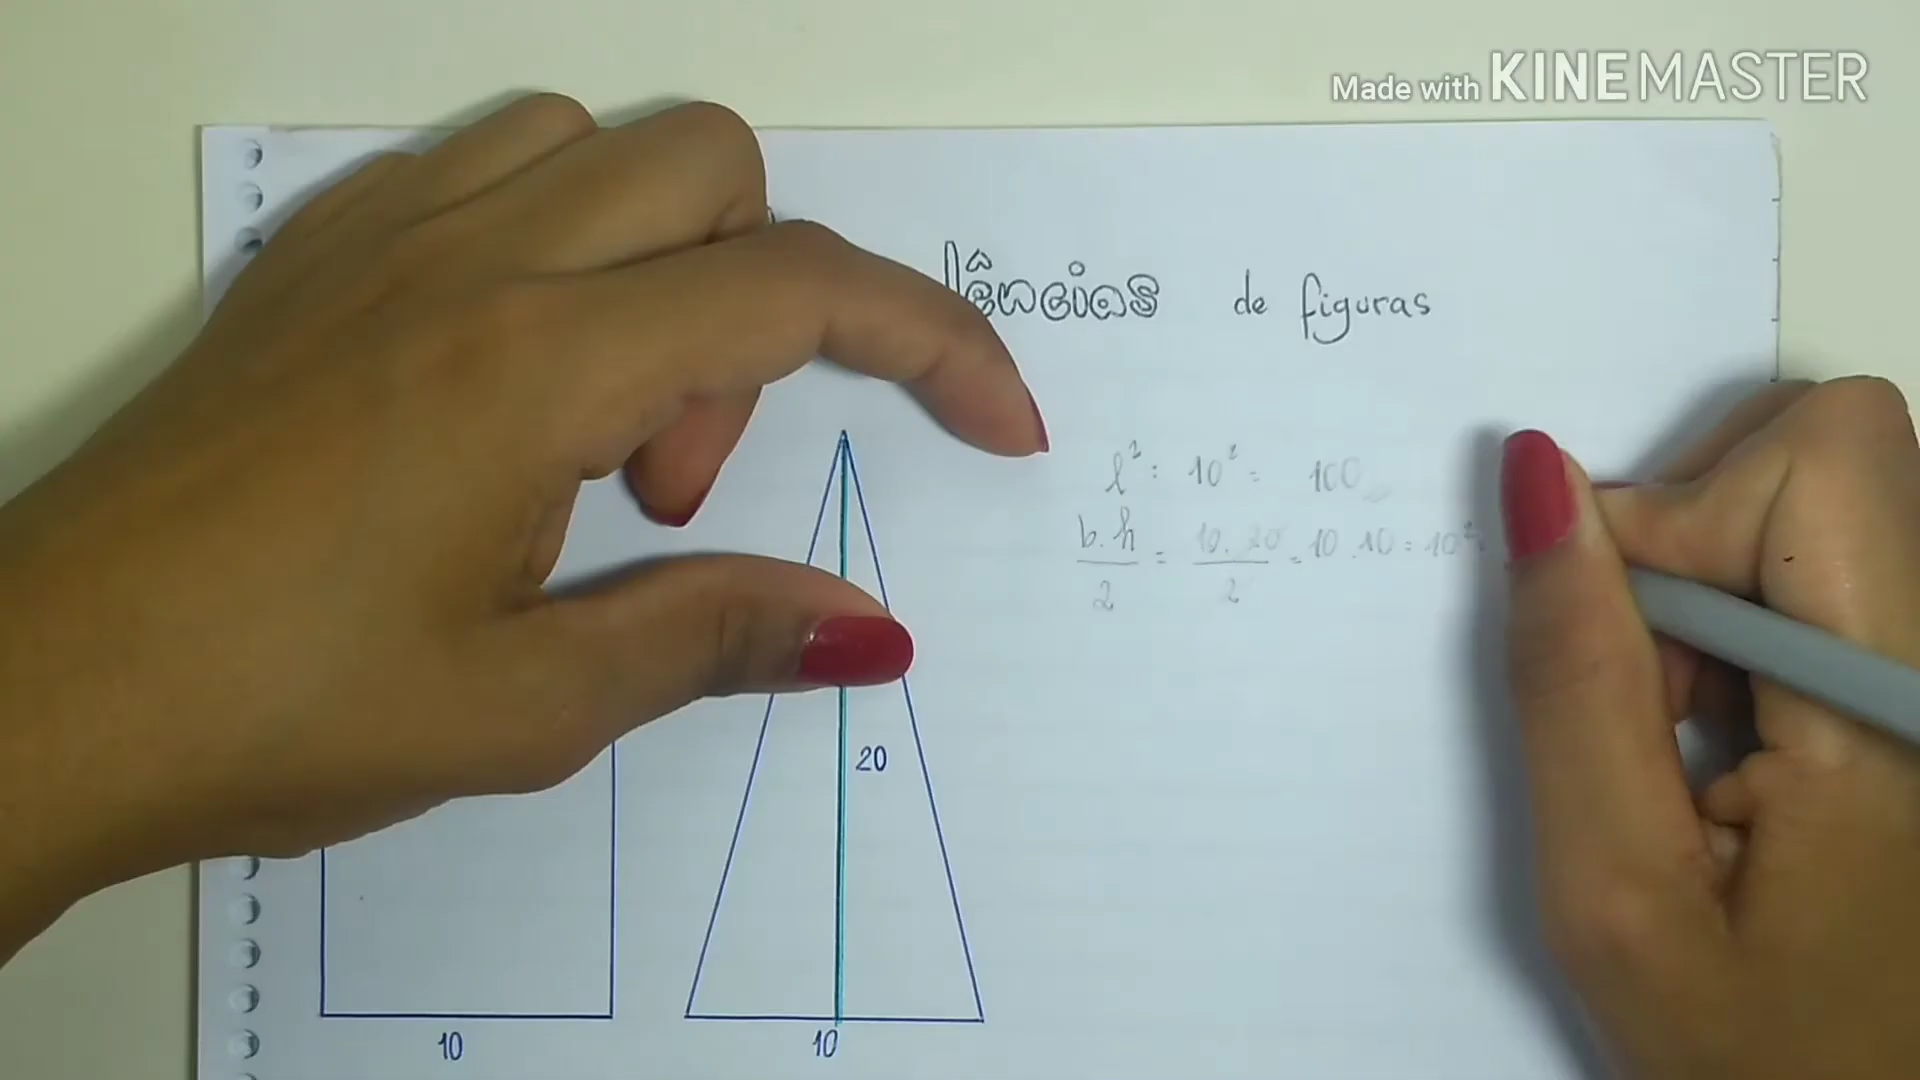 Made with KINEMASTER
lências de figuras
l² = 10² = 100
b.h/2 = 10.20/2 = 10.10 = 10²
20
10
10